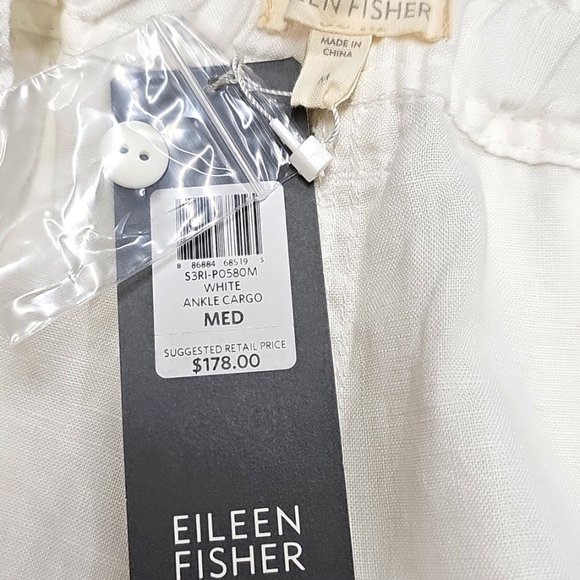 EN FISHER
MADE IN
CHINA
M
8 86884 68519 5
S3RI-P0580M
WHITE
ANKLE CARGO
MED
SUGGESTED RETAIL PRICE
$178.00
EILEEN
FISHER